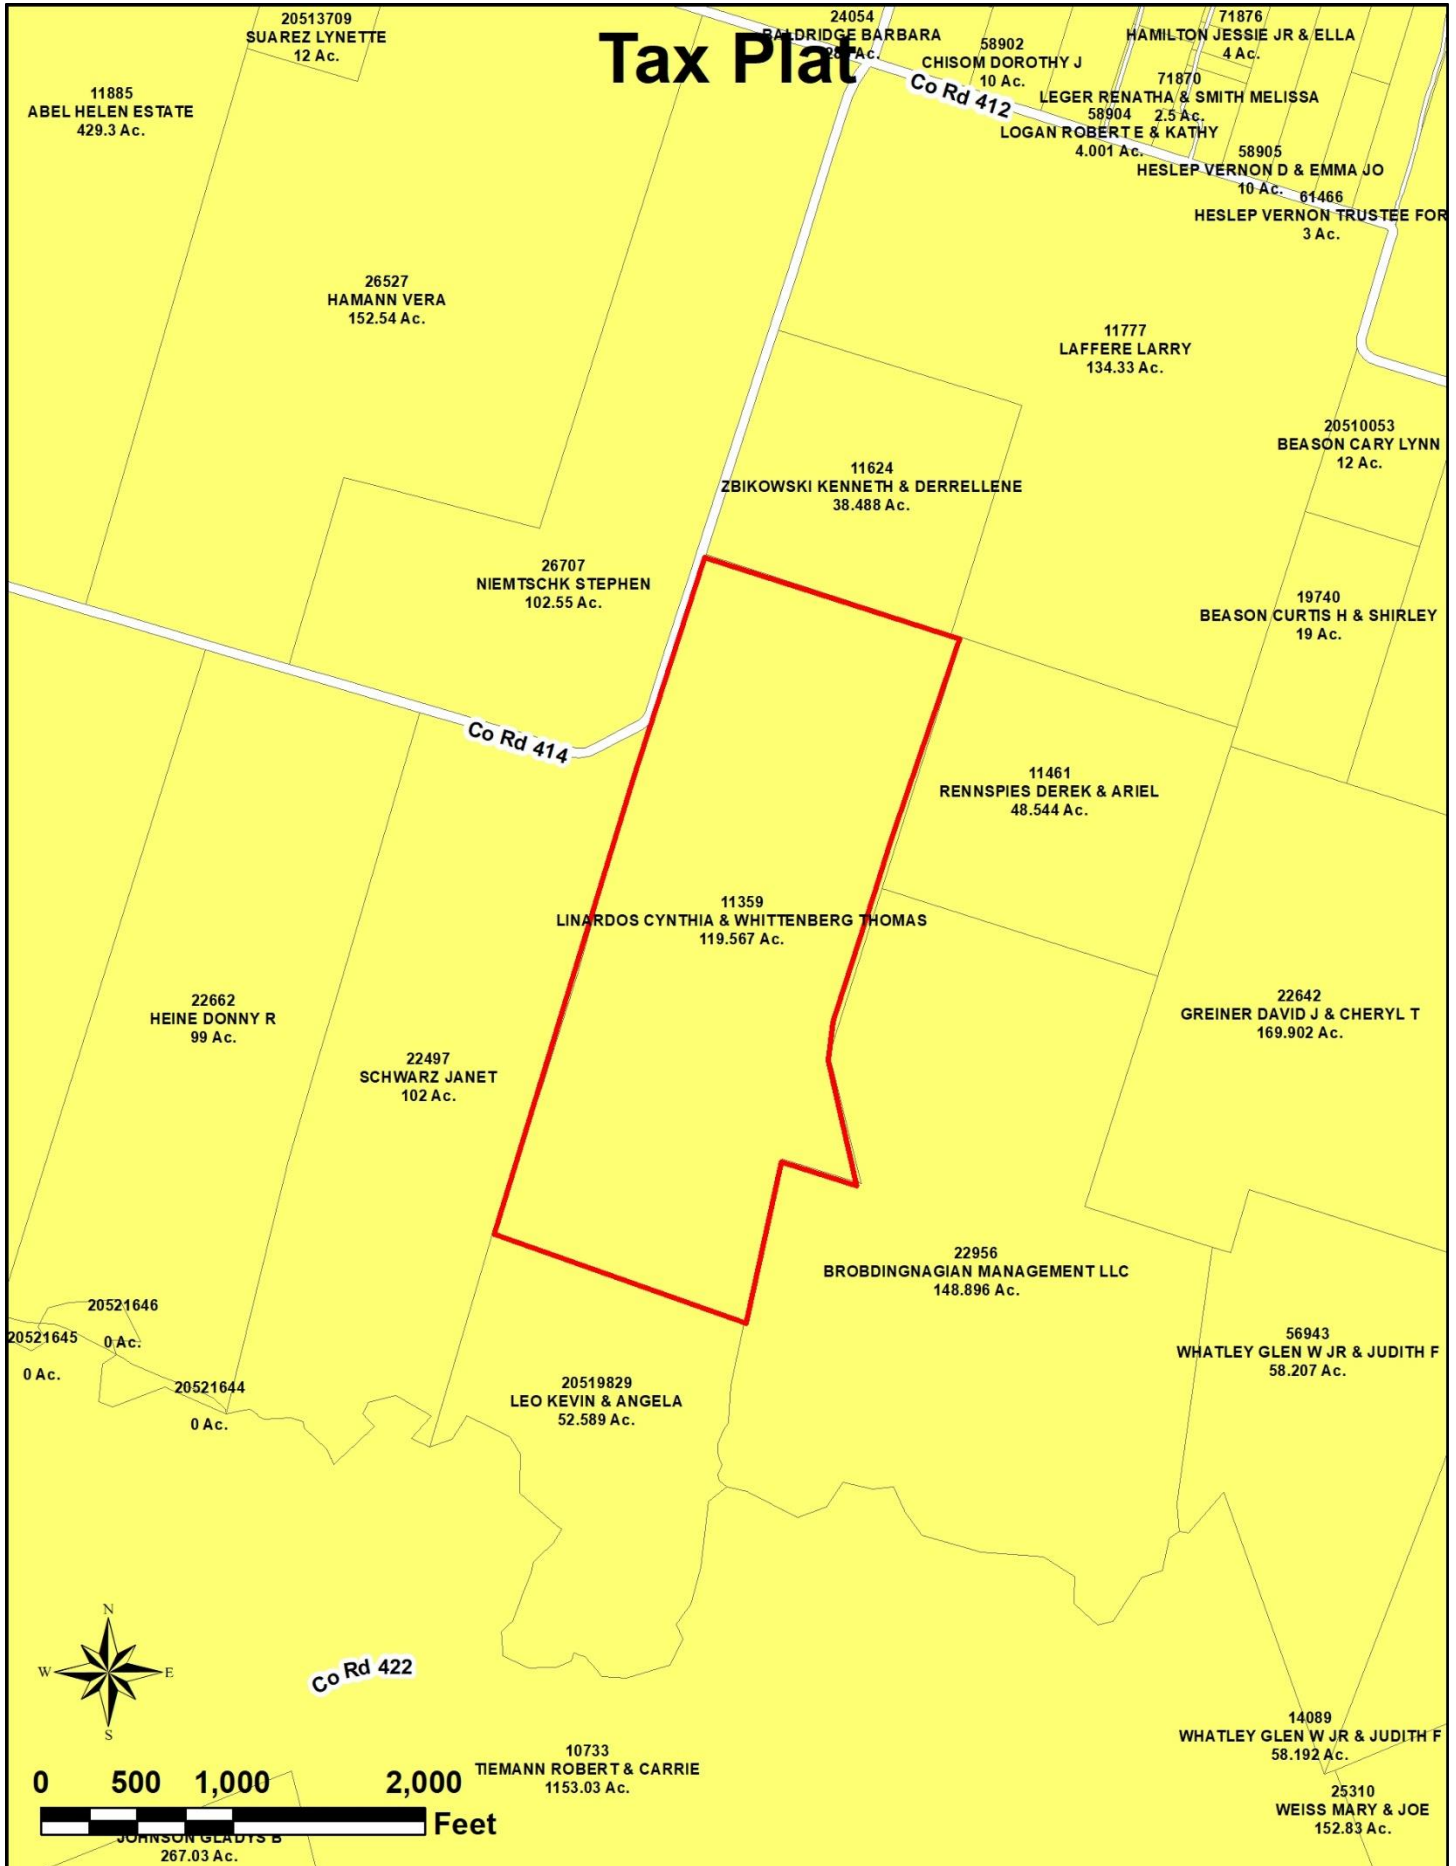 Tax Plat
20513709
SUAREZ LYNETTE
12 Ac.
24054
BALDRIDGE BARBARA
Ac.
58902
CHISOM DOROTHY J
10 Ac.
71876
HAMILTON JESSIE JR & ELLA
4 Ac.
11885
ABEL HELEN ESTATE
429.3 Ac.
Co Rd 412
71870
LEGER RENATHA & SMITH MELISSA
2.5 Ac.
58904
LOGAN ROBERT E & KATHY
4.001 Ac.
58905
HESLEP VERNON D & EMMA JO
10 Ac.
61466
HESLEP VERNON TRUSTEE FOR
3 Ac.
26527
HAMANN VERA
152.54 Ac.
11777
LAFFERE LARRY
134.33 Ac.
20510053
BEASON CARY LYNN
12 Ac.
11624
ZBIKOWSKI KENNETH & DERRELLENE
38.488 Ac.
26707
NIEMTSCHK STEPHEN
102.55 Ac.
19740
BEASON CURTIS H & SHIRLEY
19 Ac.
Co Rd 414
11461
RENNSPIES DEREK & ARIEL
48.544 Ac.
11359
LINARDOS CYNTHIA & WHITTENBERG THOMAS
119.567 Ac.
22662
HEINE DONNY R
99 Ac.
22642
GREINER DAVID J & CHERYL T
169.902 Ac.
22497
SCHWARZ JANET
102 Ac.
22956
BROBDINGNAGIAN MANAGEMENT LLC
148.896 Ac.
20521646
0 Ac.
20521645
0 Ac.
56943
WHATLEY GLEN W JR & JUDITH F
58.207 Ac.
20521644
0 Ac.
20519829
LEO KEVIN & ANGELA
52.589 Ac.
N
W E
S
Co Rd 422
14089
WHATLEY GLEN W JR & JUDITH F
58.192 Ac.
10733
TIEMANN ROBERT & CARRIE
1153.03 Ac.
25310
WEISS MARY & JOE
152.83 Ac.
0 500 1,000 2,000
Feet
JOHNSON GLADYS B
267.03 Ac.